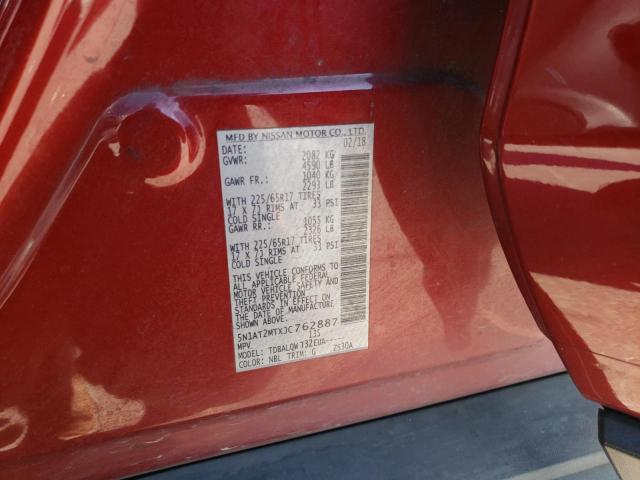 MFD BY NISSAN MOTOR CO., LTD.
DATE: 02/18
GVWR: 2082 KG
4590 LB
GAWR FR.: 1040 KG
2293 LB
WITH 225/65R17 TIRES
17 X 7J RIMS AT 33 PSI
COLD SINGLE
GAWR RR.: 1055 KG
2326 LB
WITH 225/65R17 TIRES
17 X 7J RIMS AT 33 PSI
COLD SINGLE
THIS VEHICLE CONFORMS TO
ALL APPLICABLE FEDERAL
MOTOR VEHICLE SAFETY AND
THEFT PREVENTION
STANDARDS IN EFFECT ON
THE DATE OF MANUFACTURE
SHOWN ABOVE.
5N1AT2MTXJC762887
MPV 135
MODEL: TDBALQWT32EUA-----
COLOR: NBL TRIM: G ZS30A